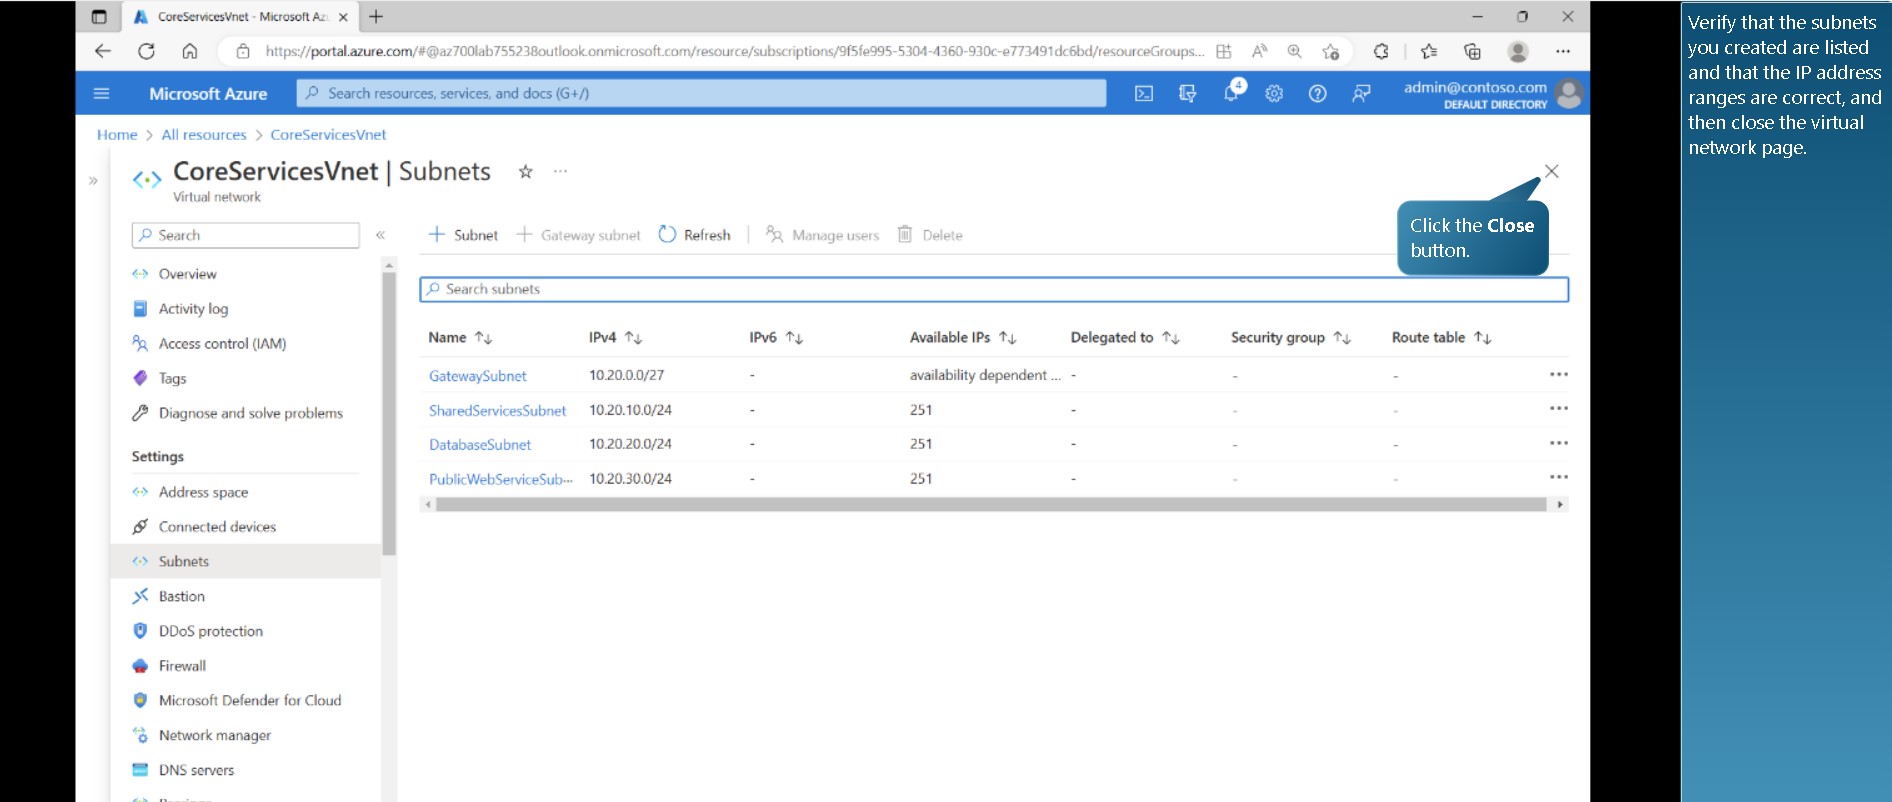 CoreServicesVnet - Microsoft Az
https://portal.azure.com/#@az700lab755238outlook.onmicrosoft.com/resource/subscriptions/9f5fe995-5304-4360-930c-e773491dc6bd/resourceGroups...
Microsoft Azure
Search resources, services, and docs (G+/)
4
admin@contoso.com
DEFAULT DIRECTORY
Home > All resources > CoreServicesVnet
CoreServicesVnet | Subnets
Virtual network
Search
Overview
Activity log
Access control (IAM)
Tags
Diagnose and solve problems
Settings
Address space
Connected devices
Subnets
Bastion
DDoS protection
Firewall
Microsoft Defender for Cloud
Network manager
DNS servers
+ Subnet + Gateway subnet Refresh Manage users Delete
Search subnets
Name IPv4 IPv6 Available IPs Delegated to Security group Route table
GatewaySubnet 10.20.0.0/27 - availability dependent ... - - -
SharedServicesSubnet 10.20.10.0/24 - 251 - - -
DatabaseSubnet 10.20.20.0/24 - 251 - - -
PublicWebServiceSub... 10.20.30.0/24 - 251 - - -
Click the Close
button.
Verify that the subnets
you created are listed
and that the IP address
ranges are correct, and
then close the virtual
network page.